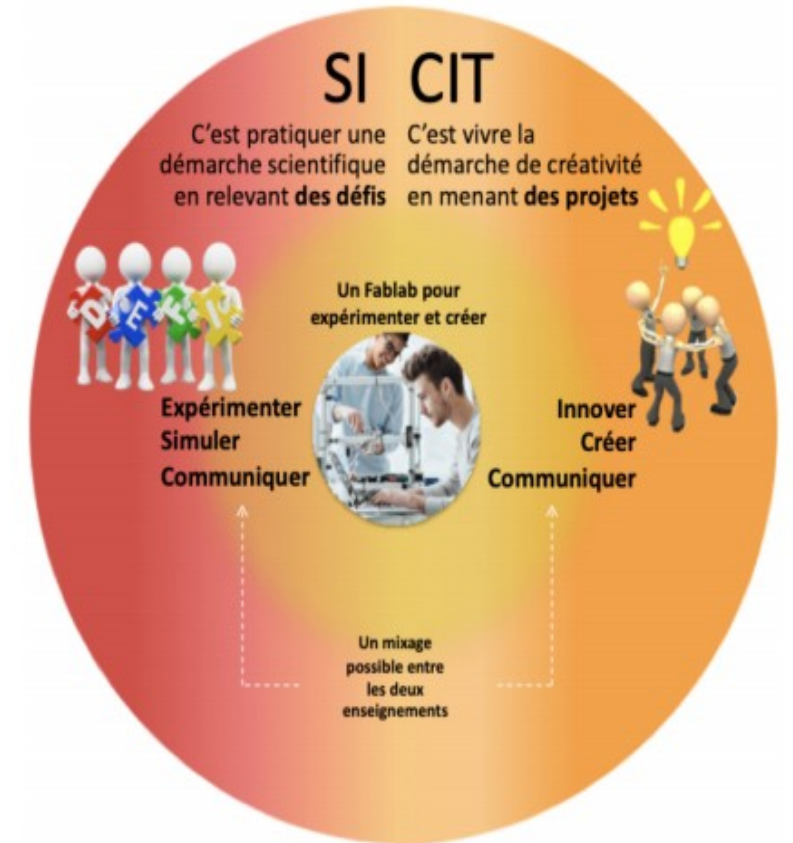 SI CIT
C'est pratiquer une
démarche scientifique
en relevant des défis
C'est vivre la
démarche de créativité
en menant des projets
DEFI
Un Fablab pour
expérimenter et créer
Expérimenter
Simuler
Communiquer
Innover
Créer
Communiquer
Un mixage
possible entre
les deux
enseignements